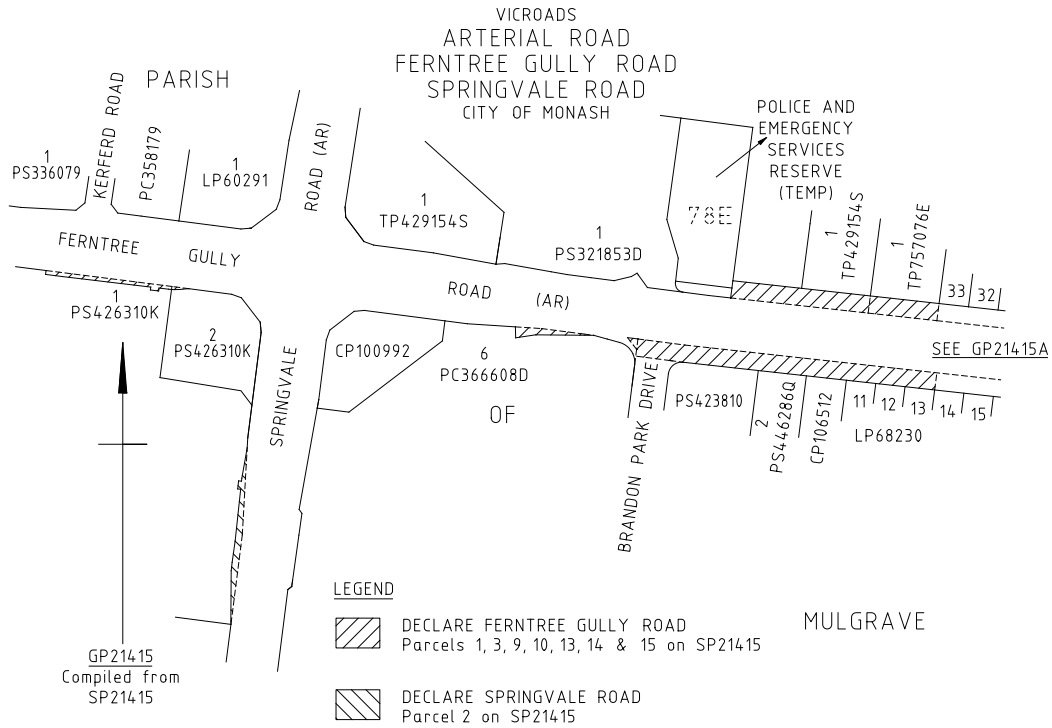 VICROADS
ARTERIAL ROAD
FERNTREE GULLY ROAD
SPRINGVALE ROAD
CITY OF MONASH
PARISH
POLICE AND
EMERGENCY
SERVICES
RESERVE
(TEMP)
1
PS336079
KERFERD ROAD
PC358179
1
LP60291
ROAD (AR)
1
TP429154S
1
PS321853D
78E
1
TP429154S
1
TP757076E
33
32
FERNTREE GULLY
ROAD (AR)
SEE GP21415A
1
PS426310K
2
PS426310K
SPRINGVALE
CP100992
6
PC366608D
OF
BRANDON PARK DRIVE
PS423810
2
PS446286Q
CP106512
11
12
13
14
15
LP68230
LEGEND
DECLARE FERNTREE GULLY ROAD
Parcels 1, 3, 9, 10, 13, 14 & 15 on SP21415
DECLARE SPRINGVALE ROAD
Parcel 2 on SP21415
MULGRAVE
GP21415
Compiled from
SP21415